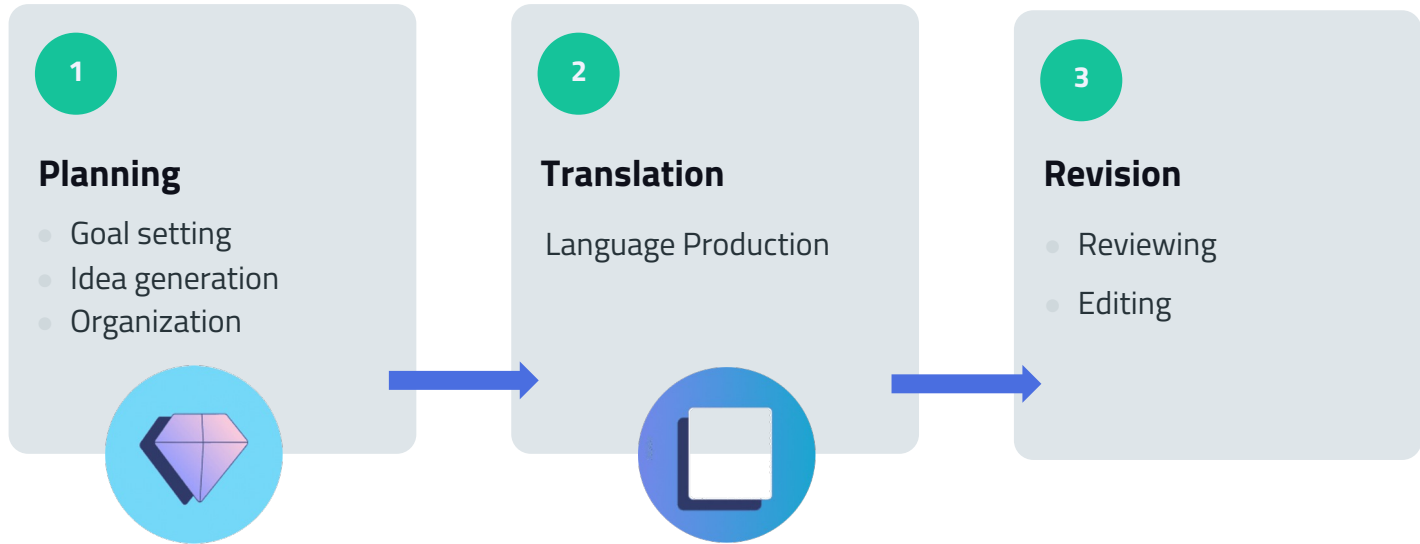 1
Planning
Goal setting
Idea generation
Organization
2
Translation
Language Production
3
Revision
Reviewing
Editing